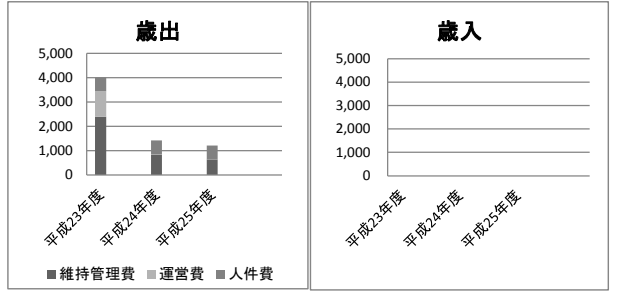 歳出
5,000
4,000
3,000
2,000
1,000
0
平成23年度
平成24年度
平成25年度
■維持管理費 ■運営費 ■人件費
歳入
5,000
4,000
3,000
2,000
1,000
0
平成23年度
平成24年度
平成25年度